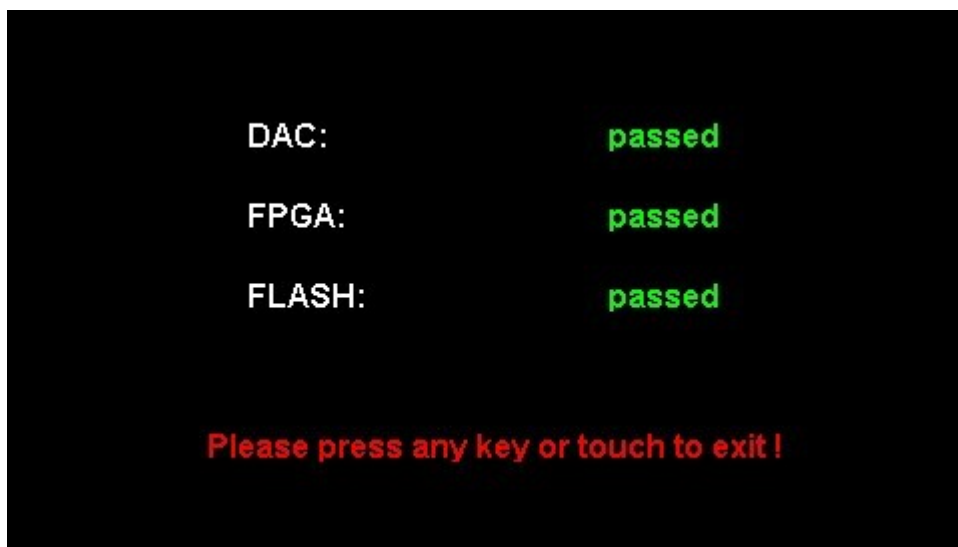 DAC: passed
FPGA: passed
FLASH: passed
Please press any key or touch to exit !